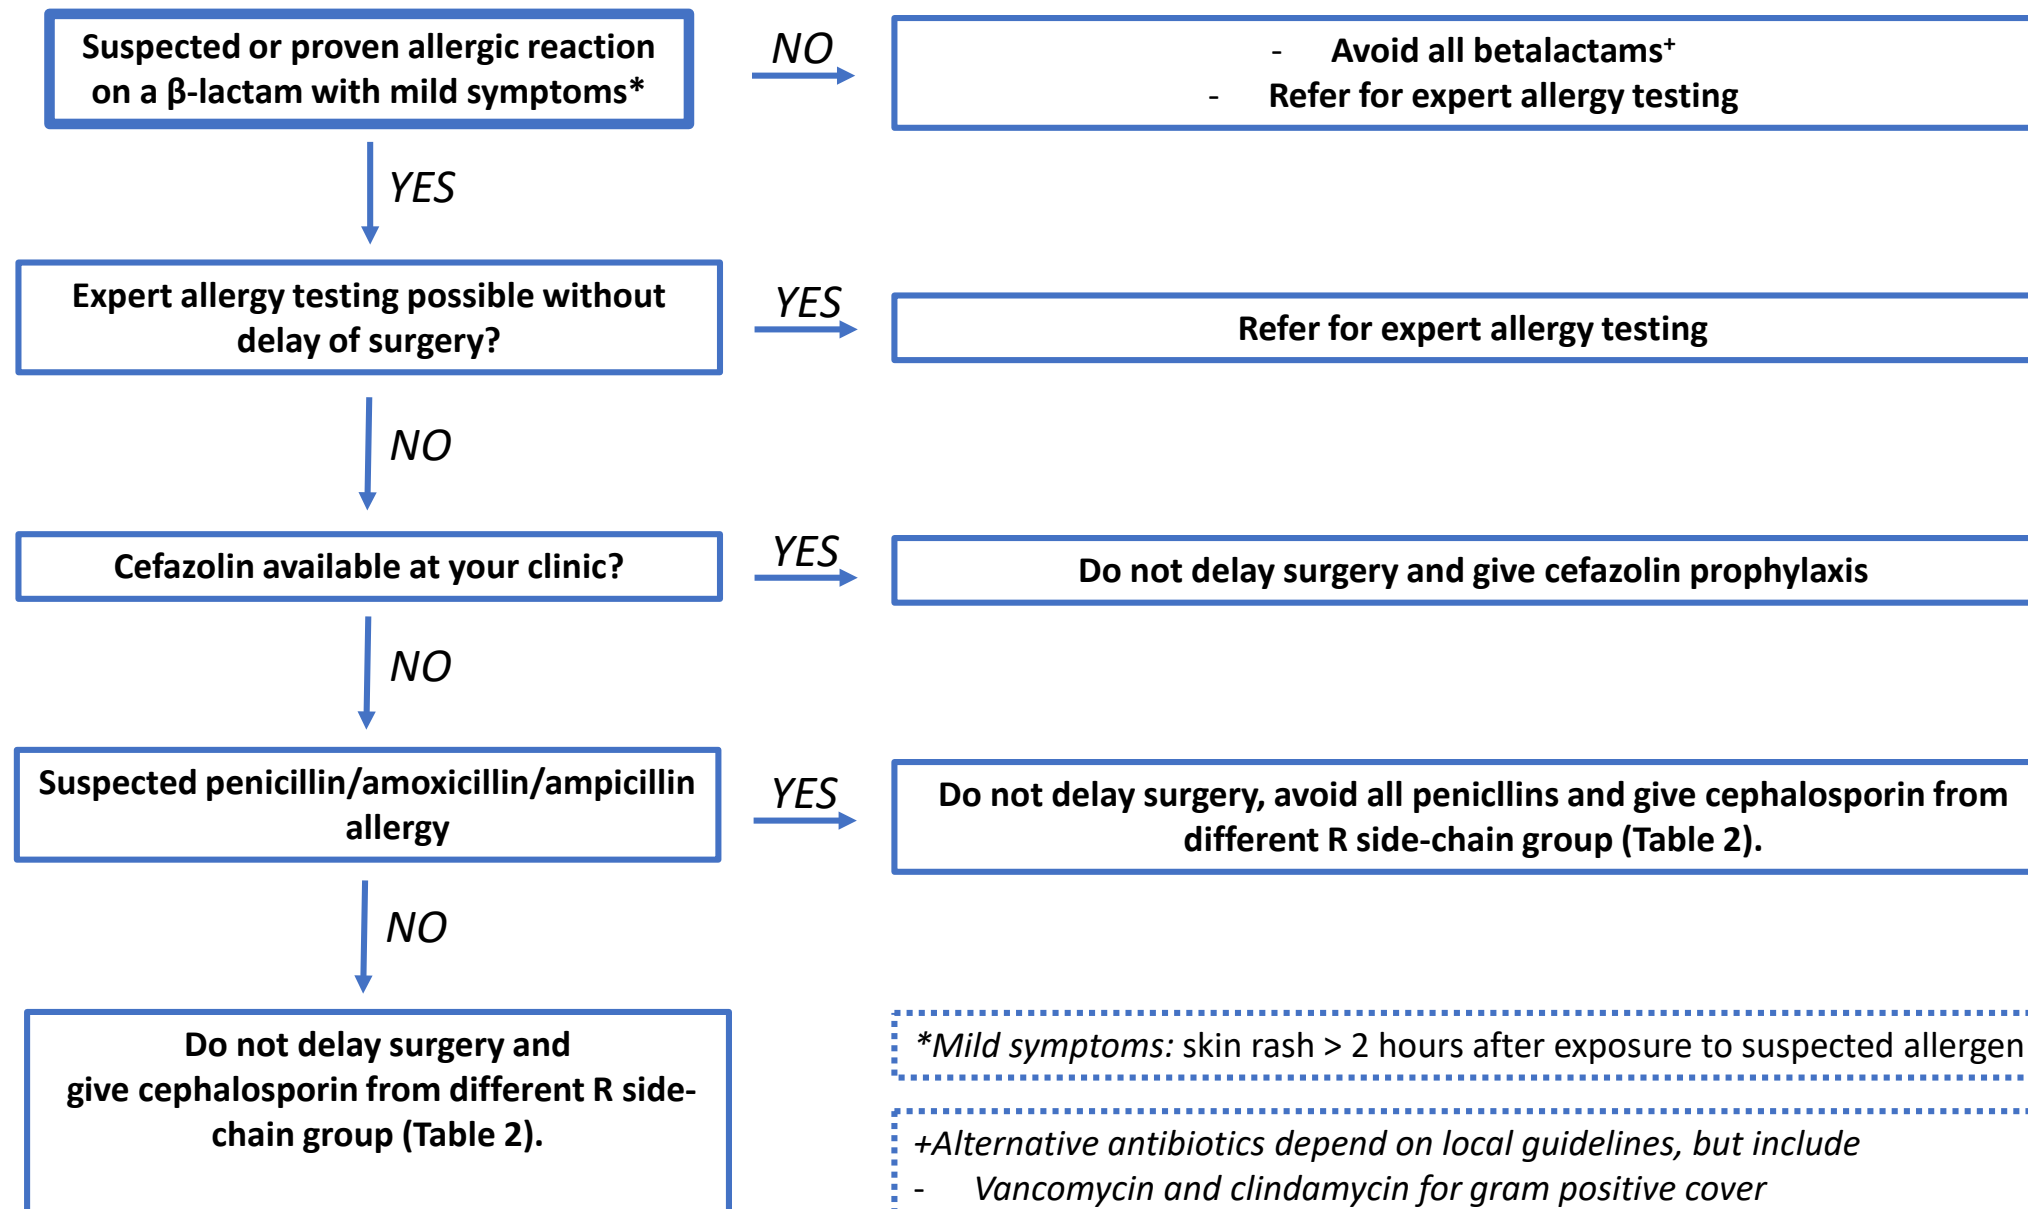 Suspected or proven allergic reaction
on a β-lactam with mild symptoms*
NO
- Avoid all betalactams⁺
- Refer for expert allergy testing
YES
Expert allergy testing possible without
delay of surgery?
YES
Refer for expert allergy testing
NO
Cefazolin available at your clinic?
YES
Do not delay surgery and give cefazolin prophylaxis
NO
Suspected penicillin/amoxicillin/ampicillin
allergy
YES
Do not delay surgery, avoid all penicllins and give cephalosporin from
different R side-chain group (Table 2).
NO
Do not delay surgery and
give cephalosporin from different R side-
chain group (Table 2).
*Mild symptoms: skin rash > 2 hours after exposure to suspected allergen
+Alternative antibiotics depend on local guidelines, but include
- Vancomycin and clindamycin for gram positive cover